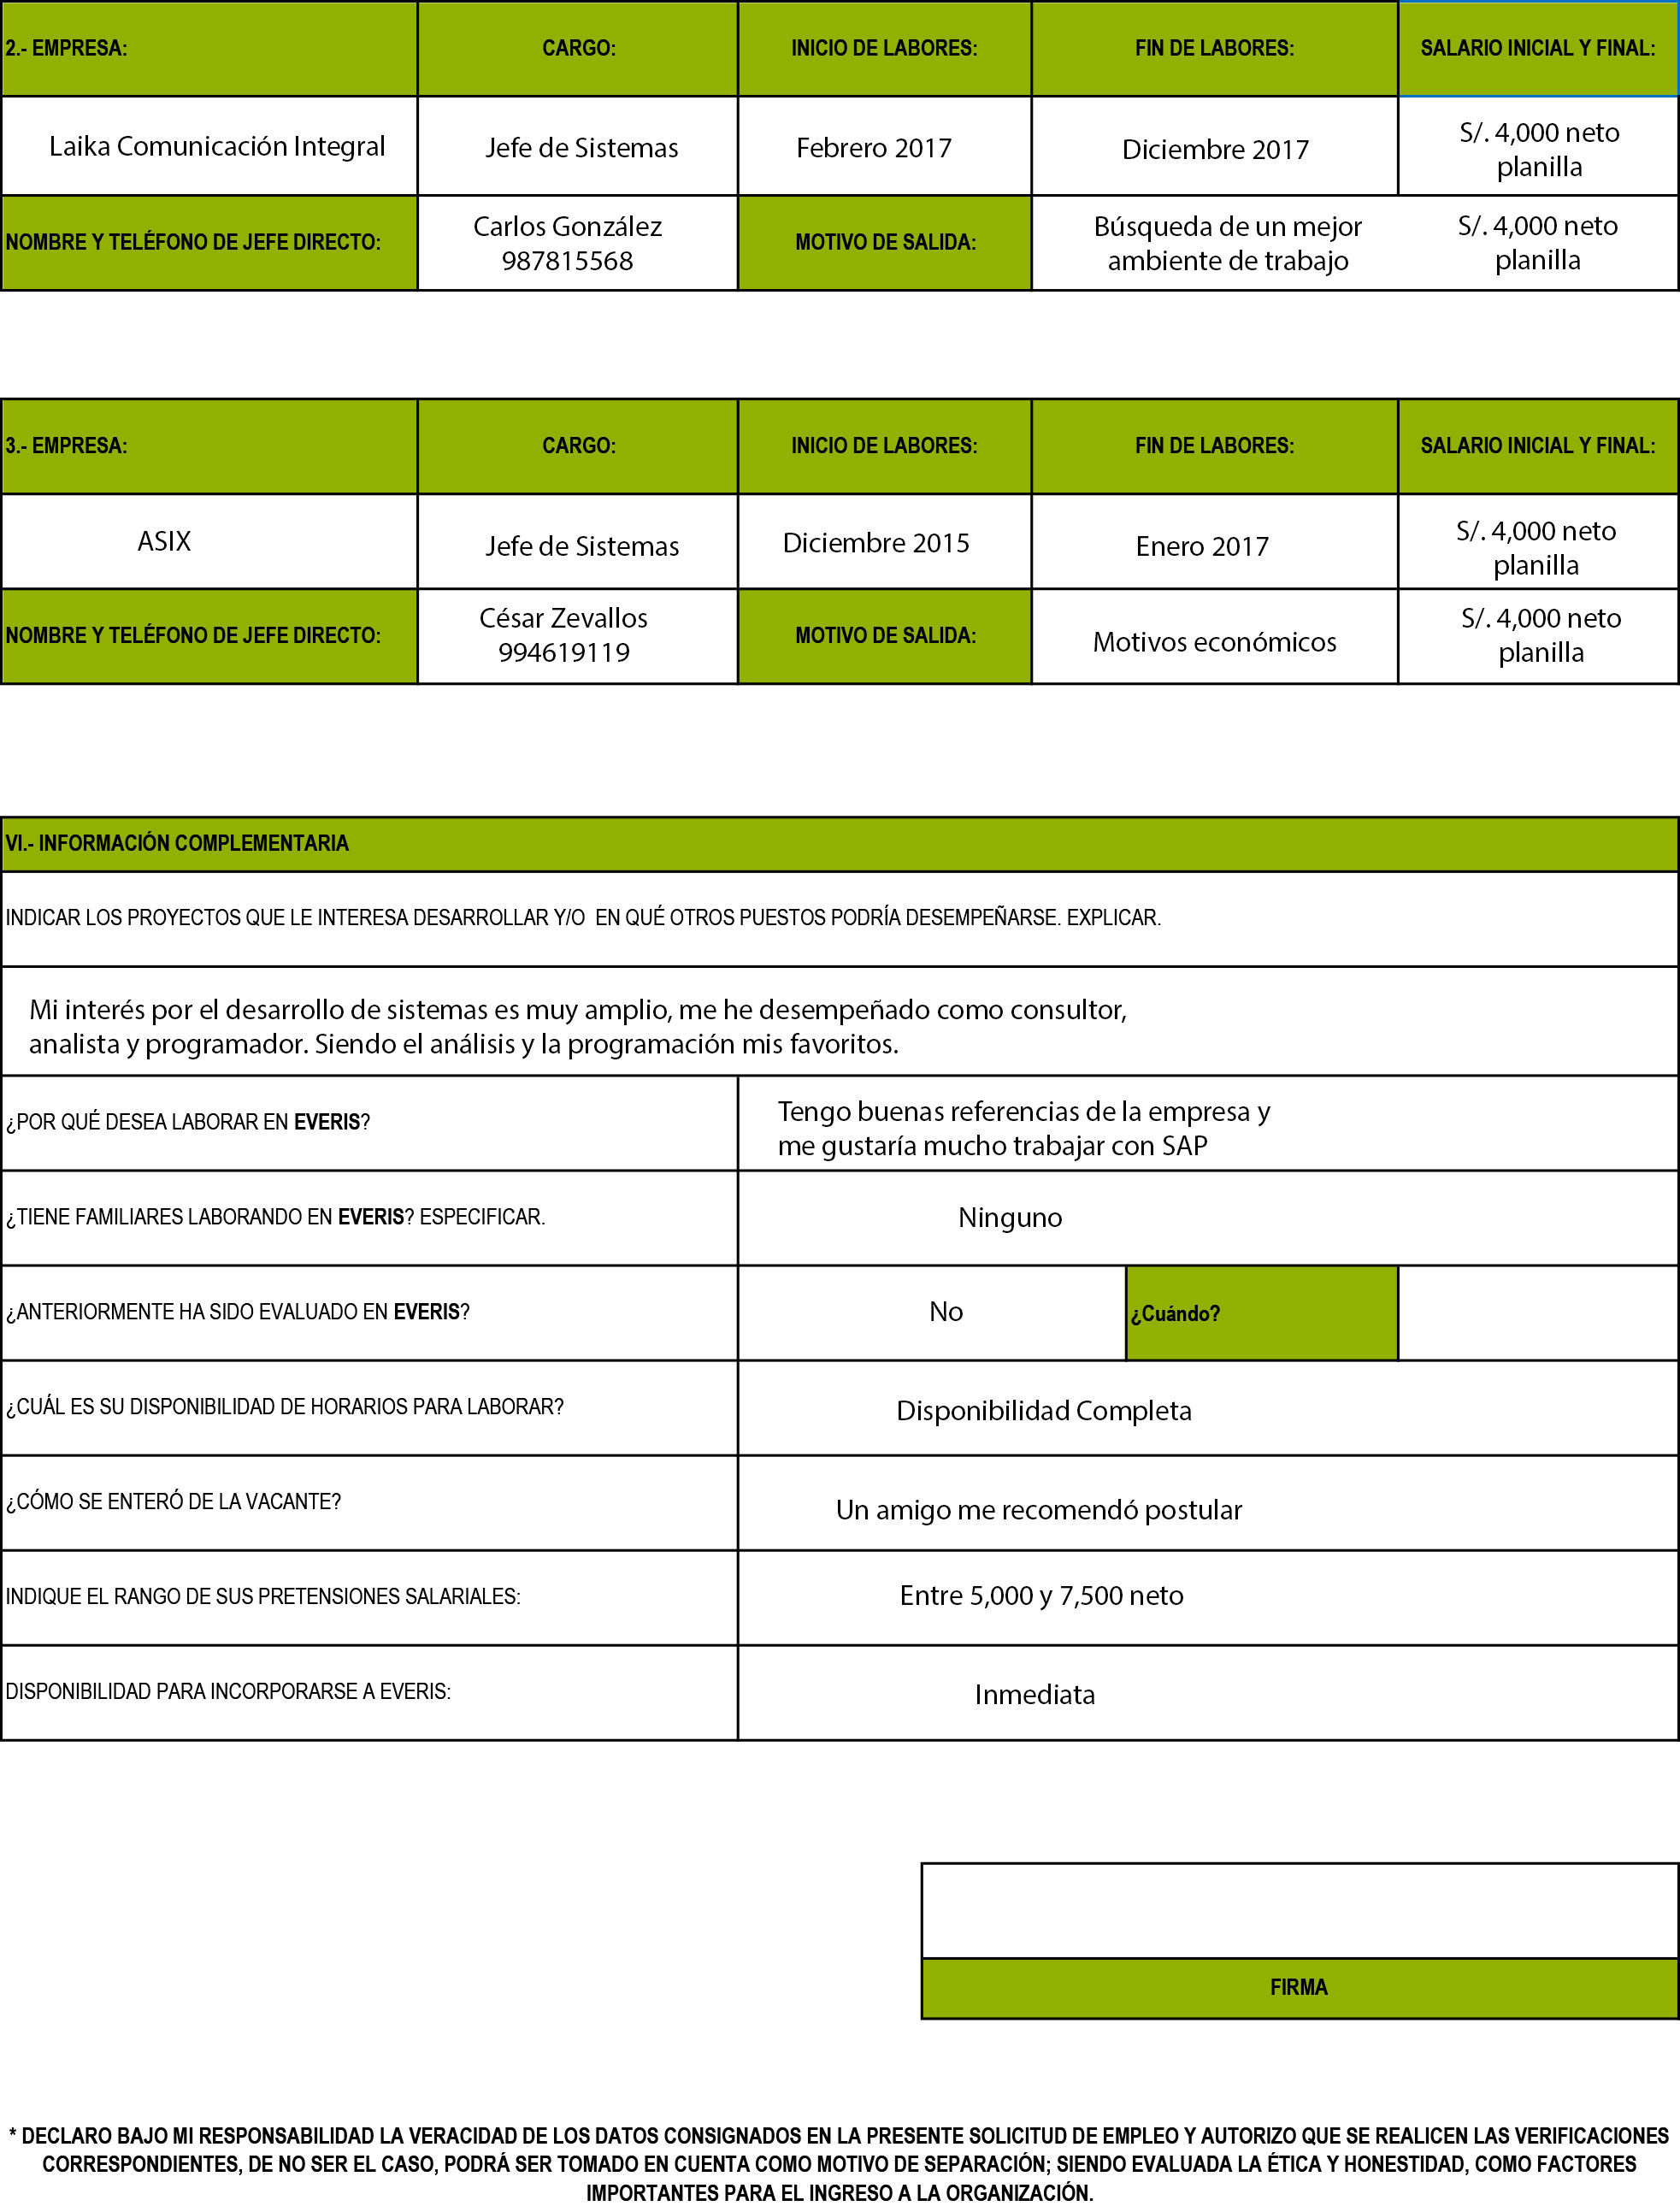 2.- EMPRESA: CARGO: INICIO DE LABORES: FIN DE LABORES: SALARIO INICIAL Y FINAL:
Laika Comunicación Integral Jefe de Sistemas Febrero 2017 Diciembre 2017 S/. 4,000 neto
planilla
NOMBRE Y TELÉFONO DE JEFE DIRECTO: Carlos González MOTIVO DE SALIDA: Búsqueda de un mejor S/. 4,000 neto
987815568 ambiente de trabajo planilla
3.- EMPRESA: CARGO: INICIO DE LABORES: FIN DE LABORES: SALARIO INICIAL Y FINAL:
ASIX Jefe de Sistemas Diciembre 2015 Enero 2017 S/. 4,000 neto
planilla
NOMBRE Y TELÉFONO DE JEFE DIRECTO: César Zevallos MOTIVO DE SALIDA: Motivos económicos S/. 4,000 neto
994619119 planilla
VI.- INFORMACIÓN COMPLEMENTARIA
INDICAR LOS PROYECTOS QUE LE INTERESA DESARROLLAR Y/O EN QUÉ OTROS PUESTOS PODRÍA DESEMPEÑARSE. EXPLICAR.
Mi interés por el desarrollo de sistemas es muy amplio, me he desempeñado como consultor,
analista y programador. Siendo el análisis y la programación mis favoritos.
¿POR QUÉ DESEA LABORAR EN EVERIS? Tengo buenas referencias de la empresa y
me gustaría mucho trabajar con SAP
¿TIENE FAMILIARES LABORANDO EN EVERIS? ESPECIFICAR. Ninguno
¿ANTERIORMENTE HA SIDO EVALUADO EN EVERIS? No ¿Cuándo?
¿CUÁL ES SU DISPONIBILIDAD DE HORARIOS PARA LABORAR? Disponibilidad Completa
¿CÓMO SE ENTERÓ DE LA VACANTE? Un amigo me recomendó postular
INDIQUE EL RANGO DE SUS PRETENSIONES SALARIALES: Entre 5,000 y 7,500 neto
DISPONIBILIDAD PARA INCORPORARSE A EVERIS: Inmediata
FIRMA
* DECLARO BAJO MI RESPONSABILIDAD LA VERACIDAD DE LOS DATOS CONSIGNADOS EN LA PRESENTE SOLICITUD DE EMPLEO Y AUTORIZO QUE SE REALICEN LAS VERIFICACIONES
CORRESPONDIENTES, DE NO SER EL CASO, PODRÁ SER TOMADO EN CUENTA COMO MOTIVO DE SEPARACIÓN; SIENDO EVALUADA LA ÉTICA Y HONESTIDAD, COMO FACTORES
IMPORTANTES PARA EL INGRESO A LA ORGANIZACIÓN.